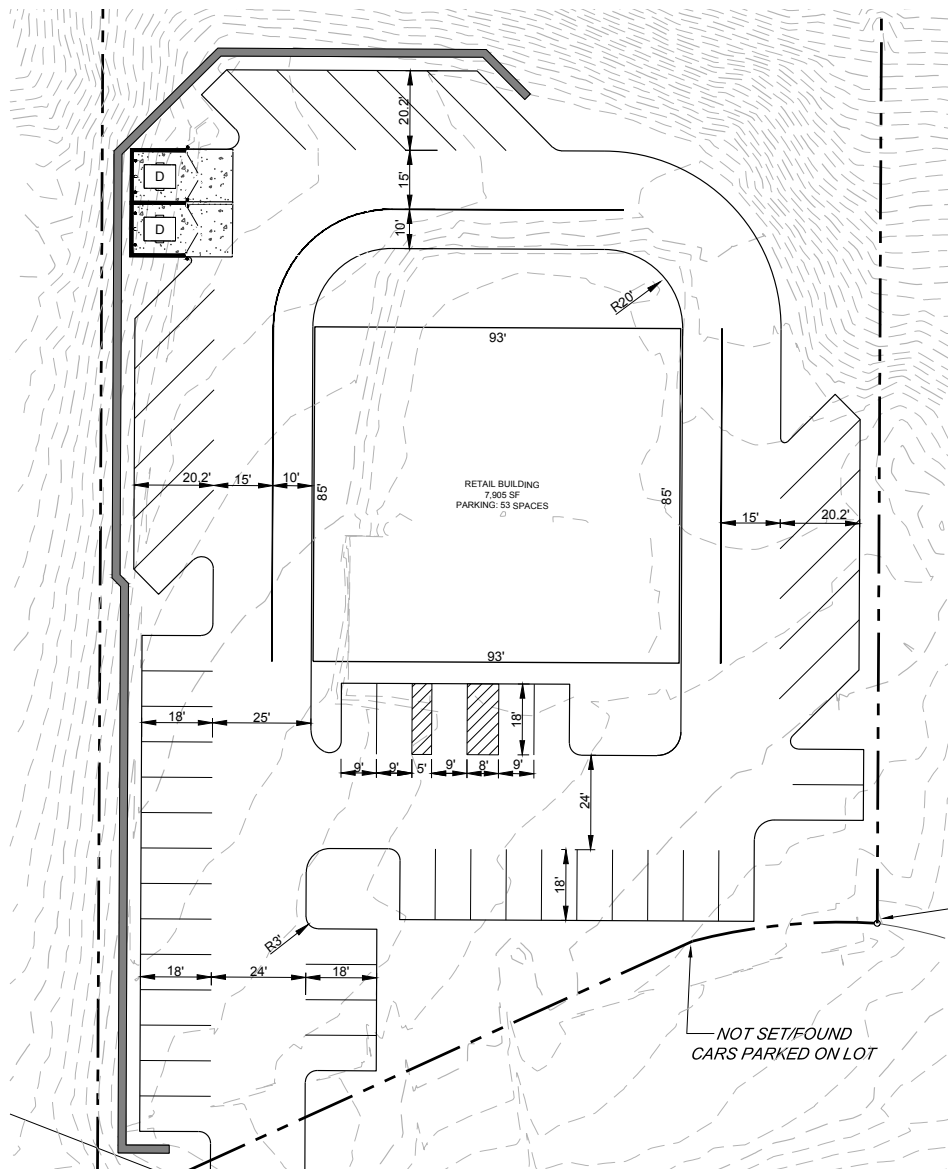 20.2'
15'
10'
D
D
R20'
93'
20.2'
15'
10'
85'
RETAIL BUILDING
7,905 SF
PARKING: 53 SPACES
85'
15'
20.2'
93'
18'
25'
18'
9'
9'
5'
9'
8'
9'
24'
18'
R3'
18'
24'
18'
NOT SET/FOUND
CARS PARKED ON LOT